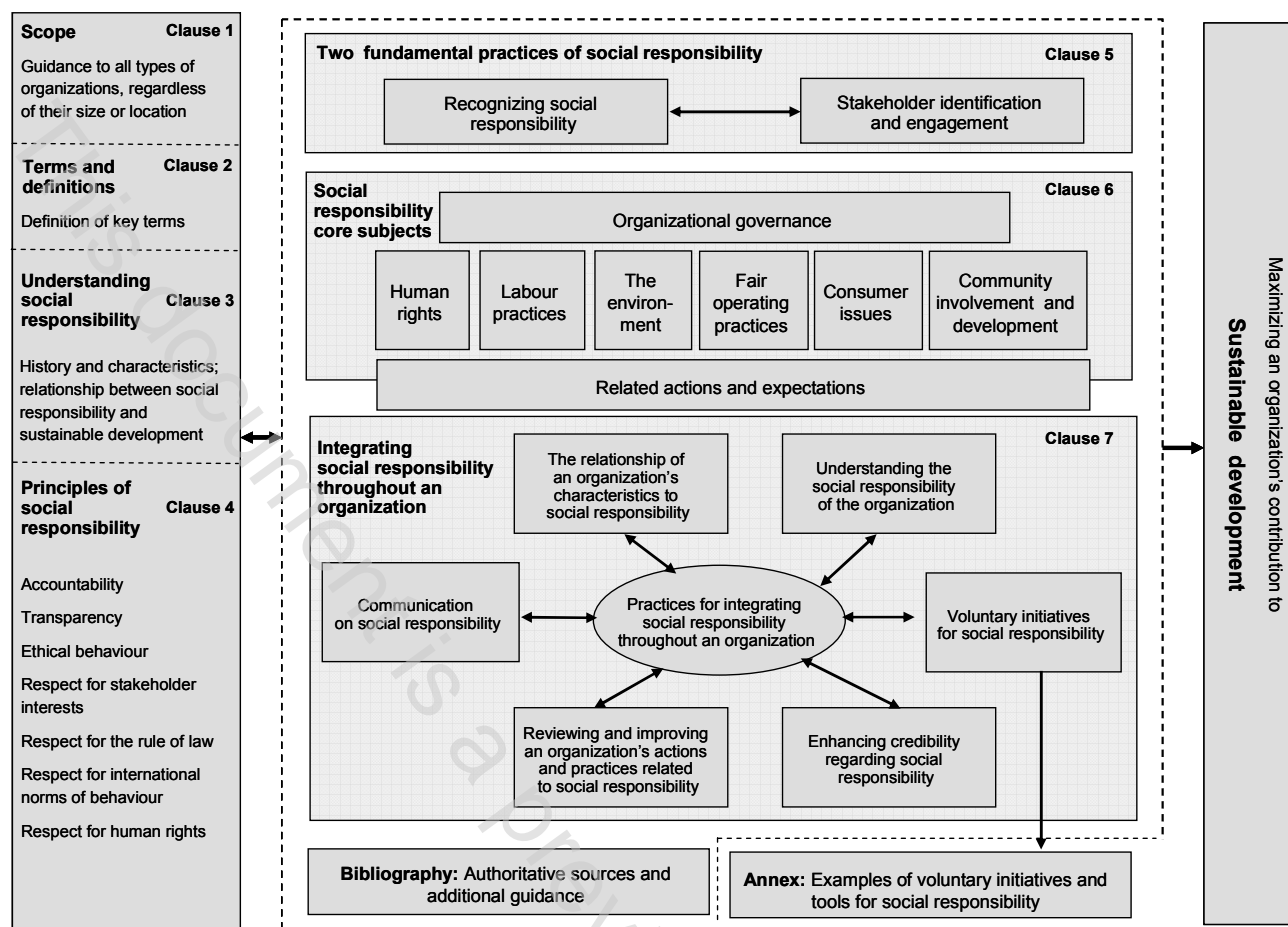 Scope Clause 1
Guidance to all types of
organizations, regardless
of their size or location
Terms and Clause 2
definitions
Definition of key terms
Understanding
social Clause 3
responsibility
History and characteristics;
relationship between social
responsibility and
sustainable development
Principles of
social Clause 4
responsibility
Accountability
Transparency
Ethical behaviour
Respect for stakeholder
interests
Respect for the rule of law
Respect for international
norms of behaviour
Respect for human rights
Two fundamental practices of social responsibility Clause 5
Recognizing social
responsibility
Stakeholder identification
and engagement
Social Clause 6
responsibility
core subjects
Organizational governance
Human
rights
Labour
practices
The
environ-
ment
Fair
operating
practices
Consumer
issues
Community
involvement and
development
Related actions and expectations
Integrating Clause 7
social responsibility
throughout an
organization
The relationship of
an organization's
characteristics to
social responsibility
Understanding the
social responsibility
of the organization
Communication
on social responsibility
Practices for integrating
social responsibility
throughout an organization
Voluntary initiatives
for social responsibility
Reviewing and improving
an organization's actions
and practices related
to social responsibility
Enhancing credibility
regarding social
responsibility
Bibliography: Authoritative sources and
additional guidance
Annex: Examples of voluntary initiatives and
tools for social responsibility
Maximizing an organization's contribution to
Sustainable development
This document is a prev